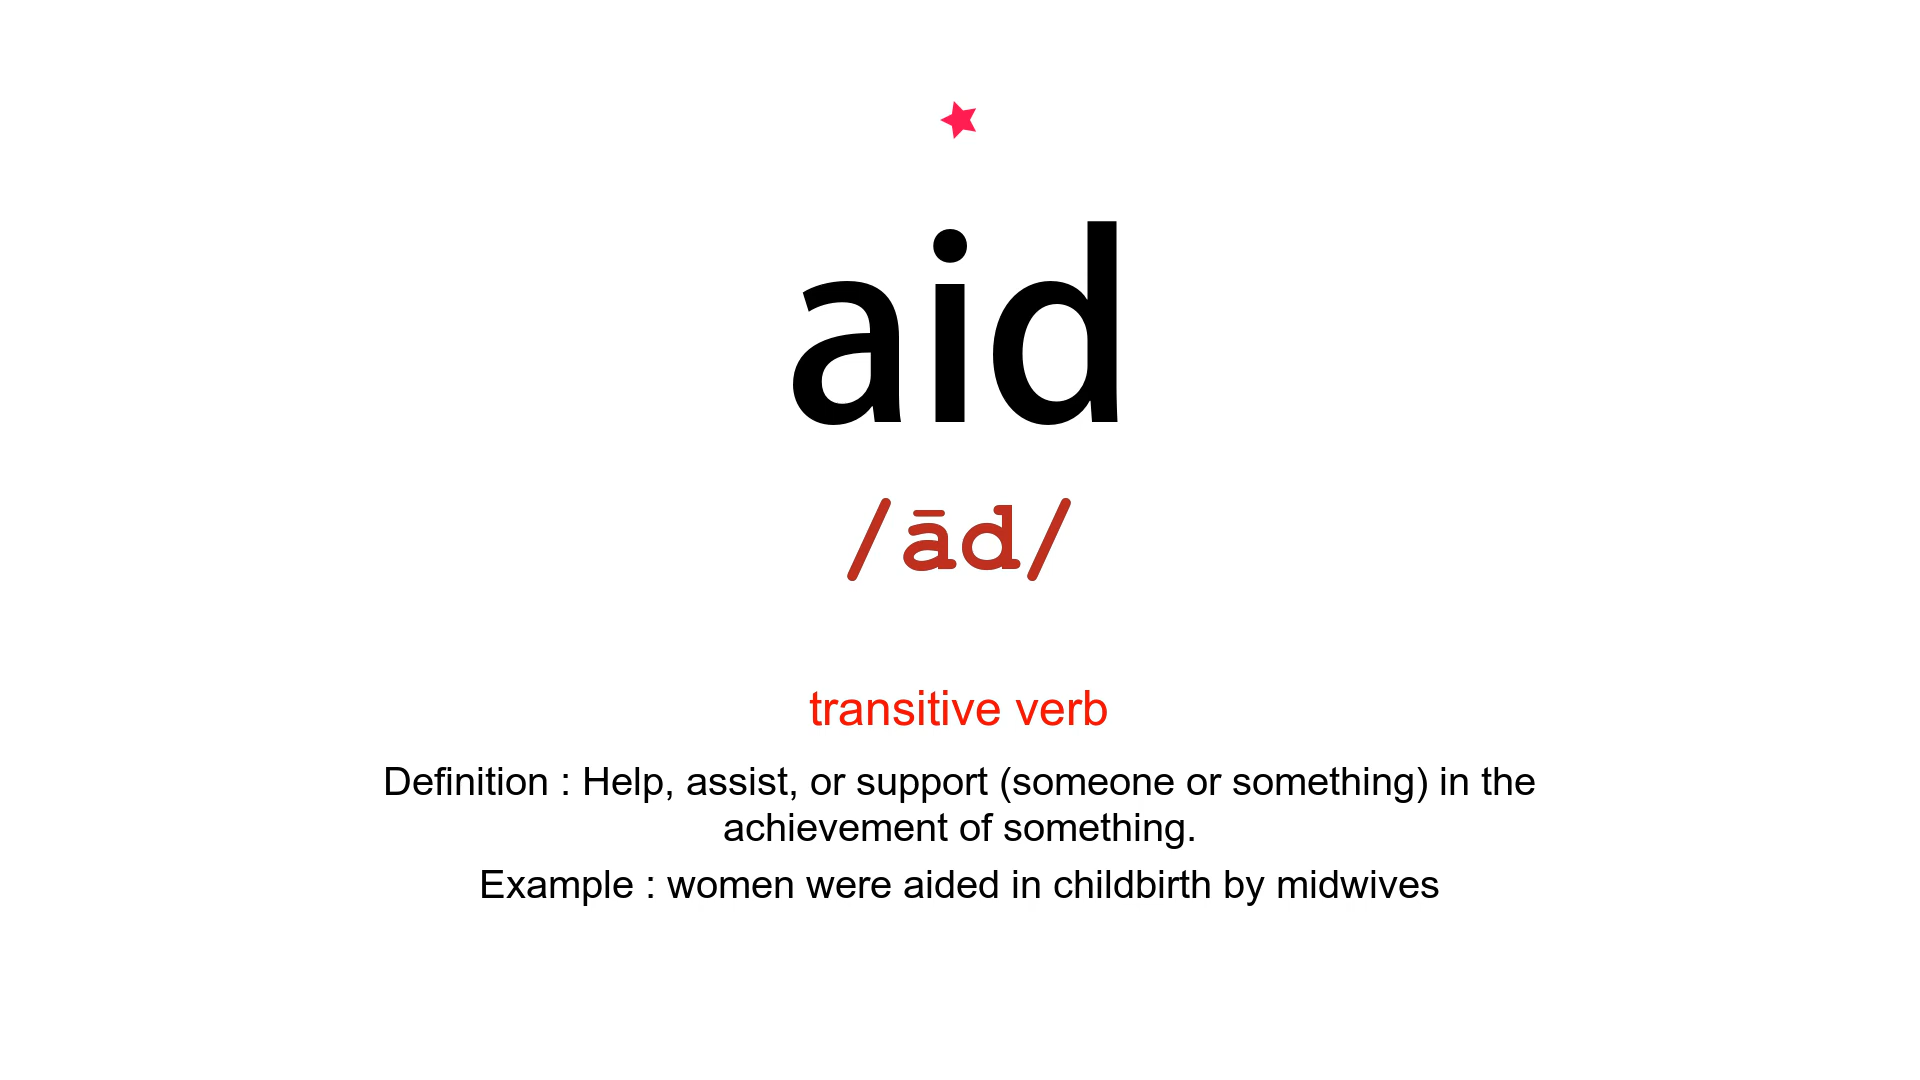 aid
/ād/
transitive verb
Definition : Help, assist, or support (someone or something) in the
achievement of something.
Example : women were aided in childbirth by midwives